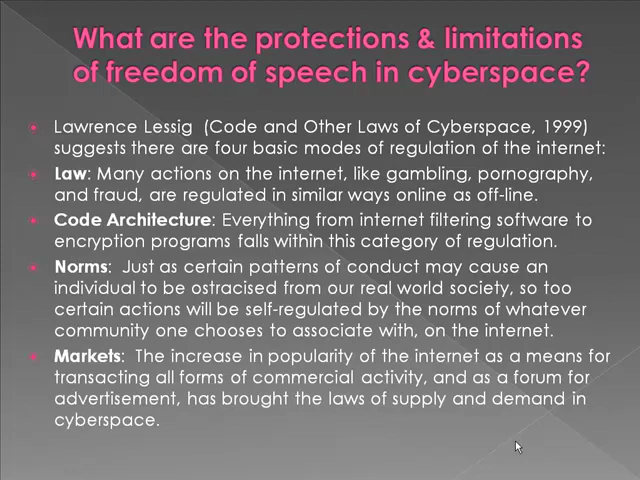 What are the protections & limitations
of freedom of speech in cyberspace?
Lawrence Lessig (Code and Other Laws of Cyberspace, 1999)
suggests there are four basic modes of regulation of the internet:
Law: Many actions on the internet, like gambling, pornography,
and fraud, are regulated in similar ways online as off-line.
Code Architecture: Everything from internet filtering software to
encryption programs falls within this category of regulation.
Norms: Just as certain patterns of conduct may cause an
individual to be ostracised from our real world society, so too
certain actions will be self-regulated by the norms of whatever
community one chooses to associate with, on the internet.
Markets: The increase in popularity of the internet as a means for
transacting all forms of commercial activity, and as a forum for
advertisement, has brought the laws of supply and demand in
cyberspace.